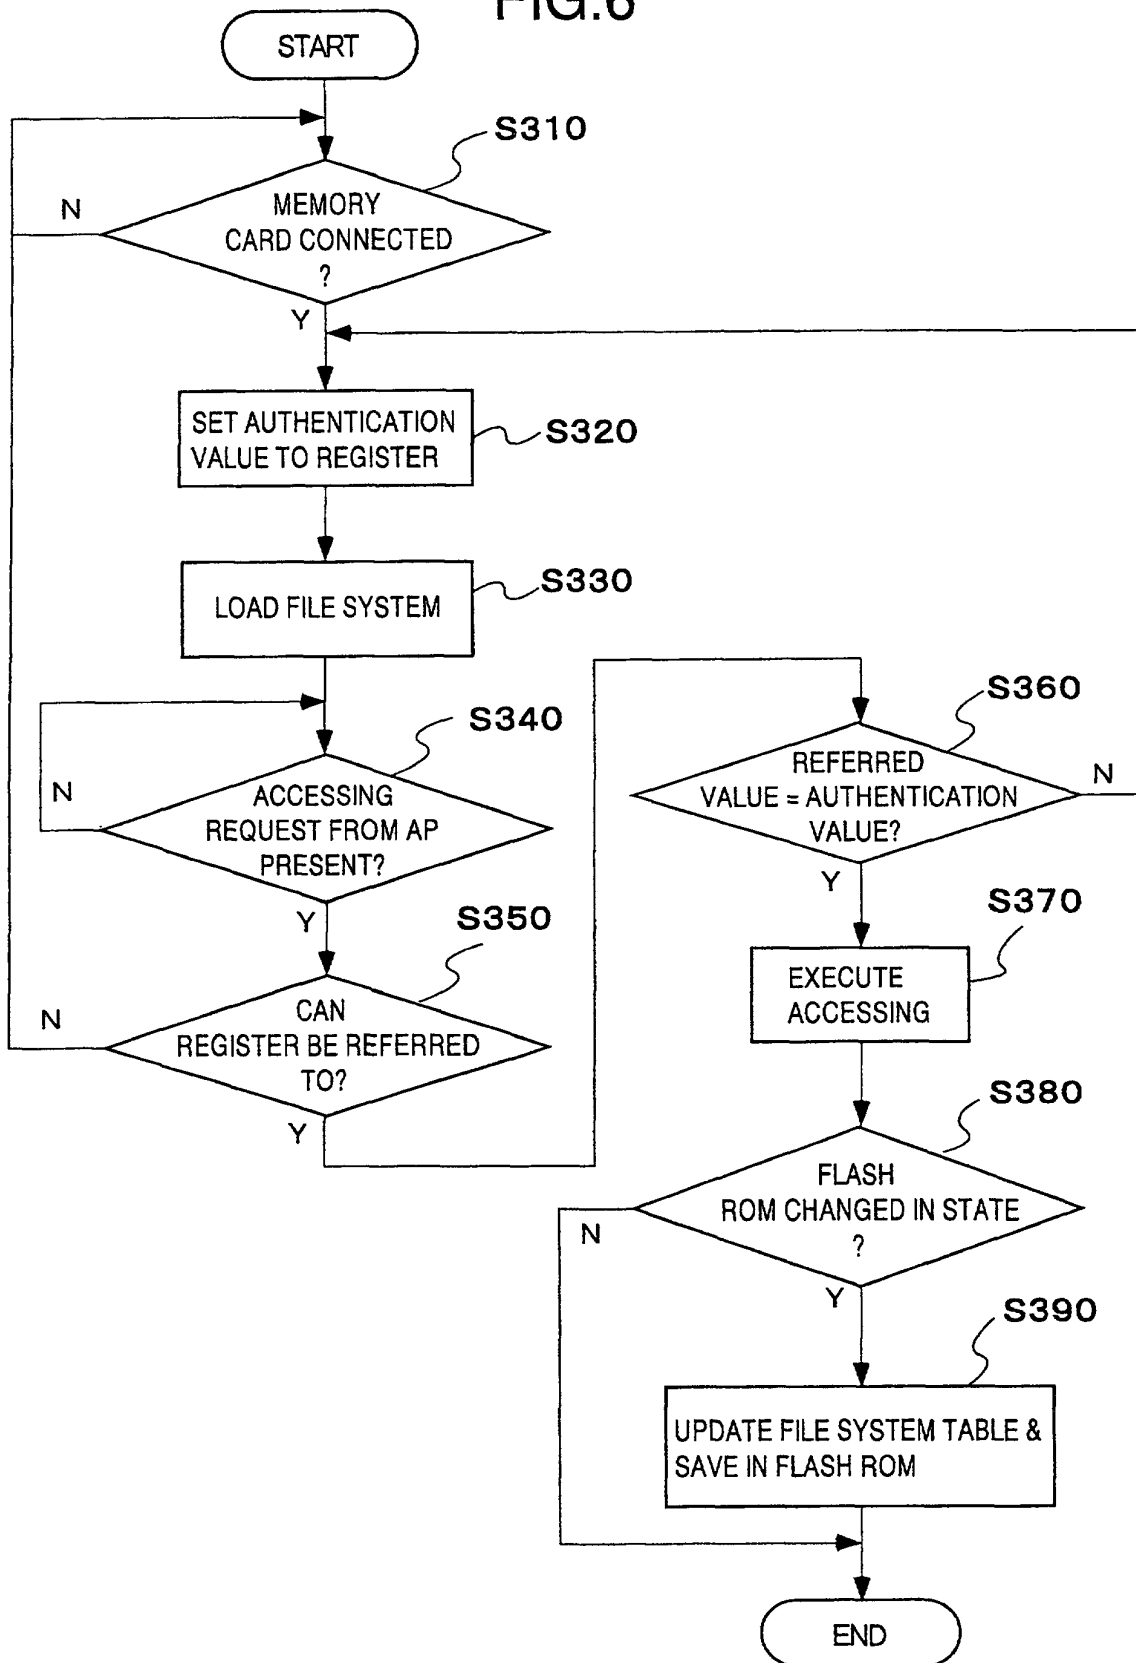 FIG.6
START
S310
MEMORY
CARD CONNECTED
?
N
Y
SET AUTHENTICATION
VALUE TO REGISTER
S320
LOAD FILE SYSTEM
S330
S340
ACCESSING
REQUEST FROM AP
PRESENT?
N
Y
S350
CAN
REGISTER BE REFERRED
TO?
N
Y
S360
REFERRED
VALUE = AUTHENTICATION
VALUE?
N
Y
S370
EXECUTE
ACCESSING
S380
FLASH
ROM CHANGED IN STATE
?
N
Y
S390
UPDATE FILE SYSTEM TABLE &
SAVE IN FLASH ROM
END